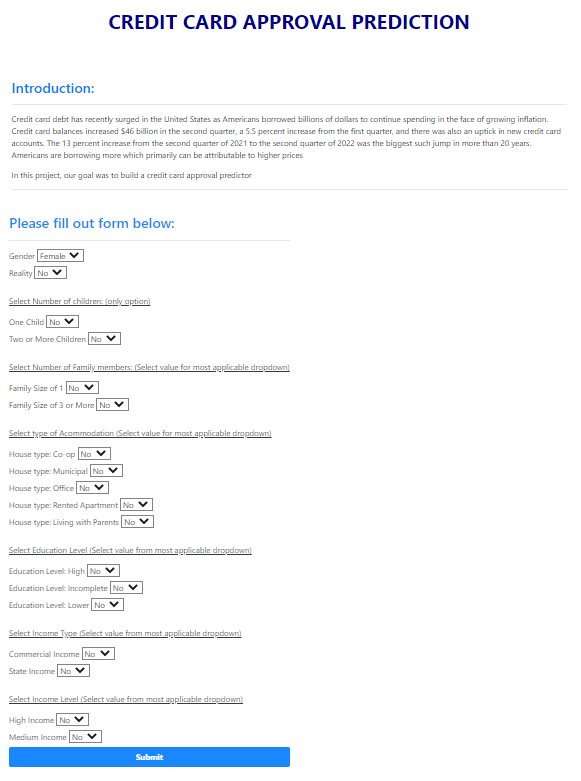 CREDIT CARD APPROVAL PREDICTION
Introduction:
Credit card debt has recently surged in the United States as Americans borrowed billions of dollars to continue spending in the face of growing inflation.
Credit card balances increased $46 billion in the second quarter, a 5.5 percent increase from the first quarter, and there was also an uptick in new credit card
accounts. The 13 percent increase from the second quarter of 2021 to the second quarter of 2022 was the biggest such jump in more than 20 years.
Americans are borrowing more which primarily can be attributable to higher prices
In this project, our goal was to build a credit card approval predictor
Please fill out form below:
Gender Female
Reality No
Select Number of children: (only option)
One Child No
Two or More Children No
Select Number of Family members: (Select value for most applicable dropdown)
Family Size of 1 No
Family Size of 3 or More No
Select type of Acommodation (Select value for most applicable dropdown)
House type: Co-op No
House type: Municipal No
House type: Office No
House type: Rented Apartment No
House type: Living with Parents No
Select Education Level (Select value from most applicable dropdown)
Education Level: High No
Education Level: Incomplete No
Education Level: Lower No
Select Income Type (Select value from most applicable dropdown)
Commercial Income No
State Income No
Select Income Level (Select value from most applicable dropdown)
High Income No
Medium Income No
Submit